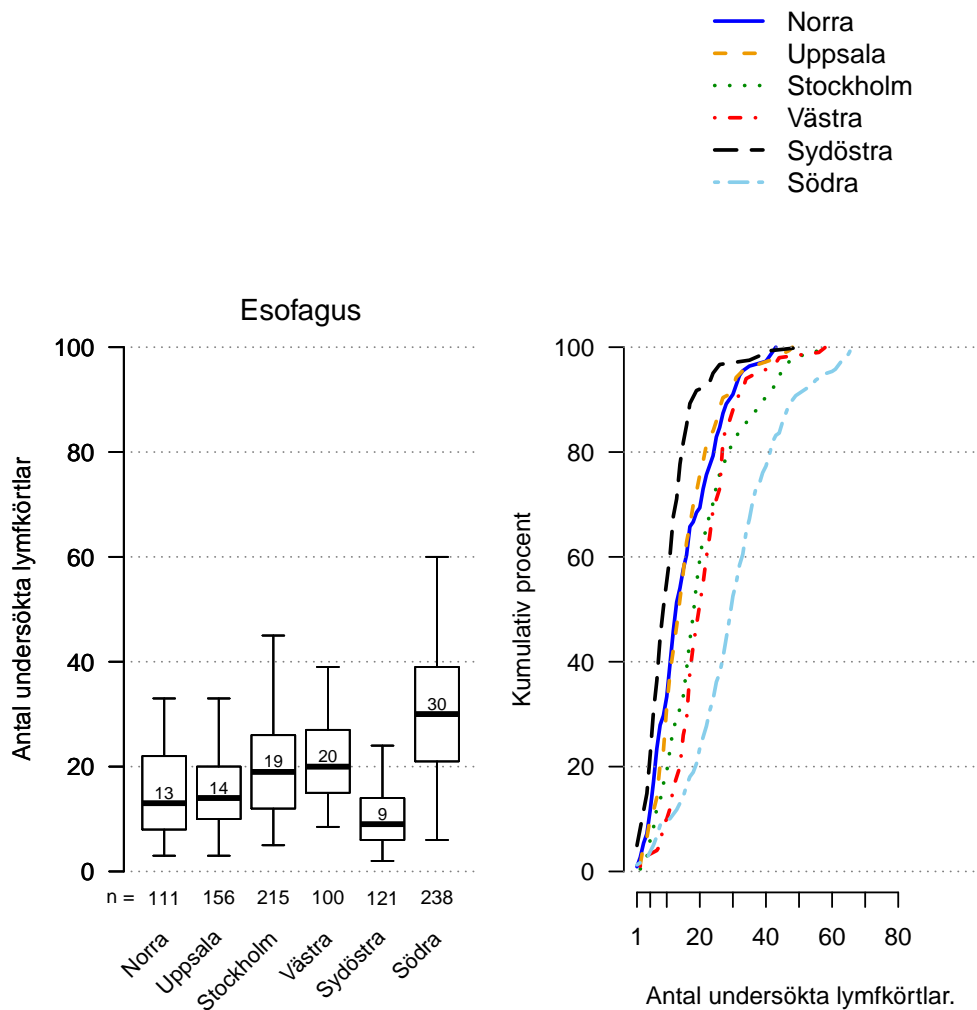 Norra
Uppsala
Stockholm
Västra
Sydöstra
Södra
Esofagus
Antal undersökta lymfkörtlar
100
80
60
40
20
0
13
14
19
20
9
30
n = 111 156 215 100 121 238
Norra Uppsala Stockholm Västra Sydöstra Södra
Kumulativ procent
100
80
60
40
20
0
1 20 40 60 80
Antal undersökta lymfkörtlar.